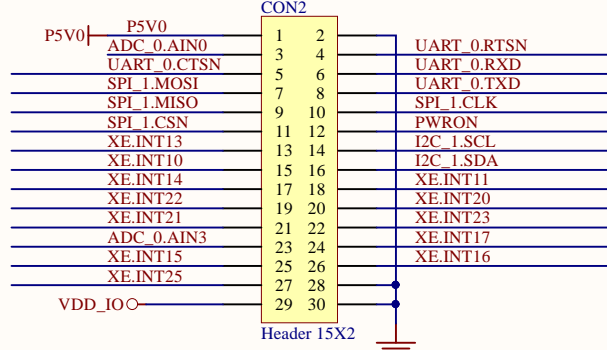 CON2
P5V0 P5V0 1 2
ADC_0.AIN0 3 4 UART_0.RTSN
UART_0.CTSN 5 6 UART_0.RXD
SPI_1.MOSI 7 8 UART_0.TXD
SPI_1.MISO 9 10 SPI_1.CLK
SPI_1.CSN 11 12 PWRON
XE.INT13 13 14 I2C_1.SCL
XE.INT10 15 16 I2C_1.SDA
XE.INT14 17 18 XE.INT11
XE.INT22 19 20 XE.INT20
XE.INT21 21 22 XE.INT23
ADC_0.AIN3 23 24 XE.INT17
XE.INT15 25 26 XE.INT16
XE.INT25 27 28
VDD_IO 29 30
Header 15X2